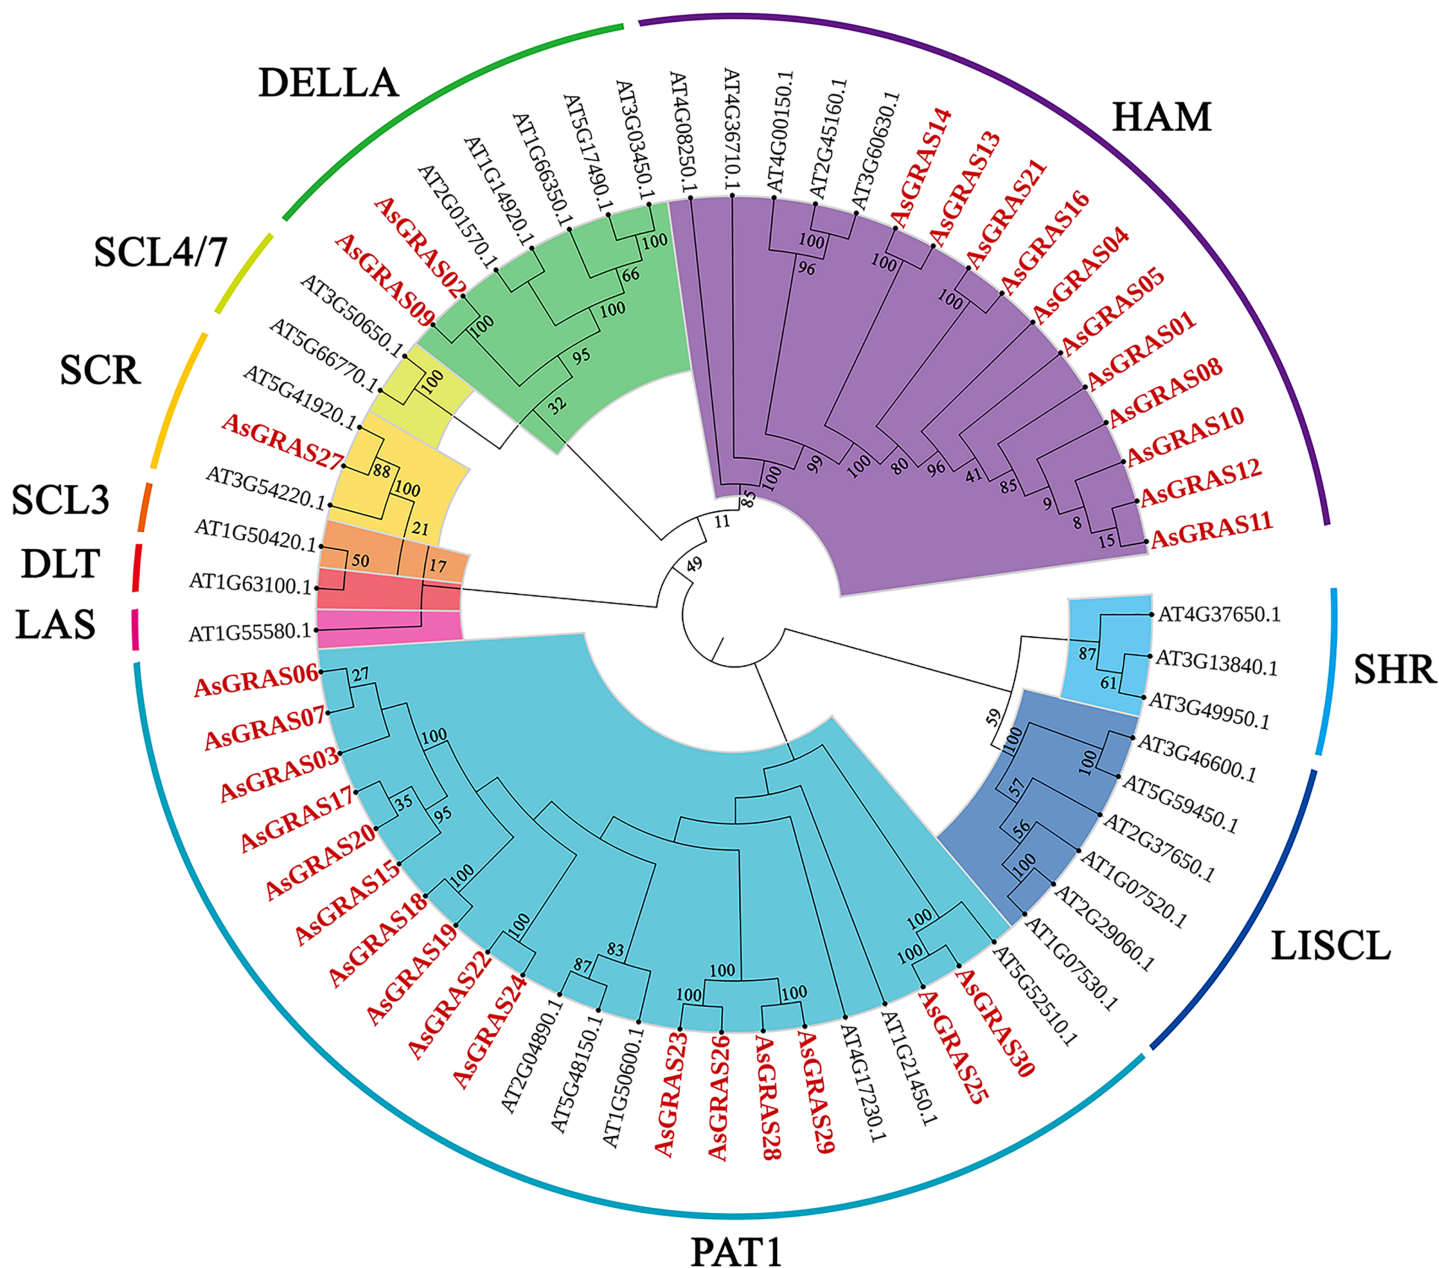 DELLA
HAM
SCL4/7
SCR
SCL3
DLT
LAS
PAT1
LISCL
SHR
AT4G08250.1
AT4G36710.1
AT4G00150.1
AT2G45160.1
AT3G60630.1
AsGRAS14
AsGRAS13
AsGRAS21
AsGRAS16
AsGRAS04
AsGRAS05
AsGRAS01
AsGRAS08
AsGRAS10
AsGRAS12
AsGRAS11
AT4G37650.1
AT3G13840.1
AT3G49950.1
AT3G46600.1
AT5G59450.1
AT2G37650.1
AT1G07520.1
AT2G29060.1
AT1G07530.1
AT5G52510.1
AsGRAS30
AsGRAS25
AT1G21450.1
AT4G17230.1
AsGRAS29
AsGRAS28
AsGRAS26
AsGRAS23
AT1G50600.1
AT5G48150.1
AT2G04890.1
AsGRAS24
AsGRAS22
AsGRAS19
AsGRAS18
AsGRAS15
AsGRAS20
AsGRAS17
AsGRAS03
AsGRAS07
AsGRAS06
AT1G55580.1
AT1G63100.1
AT1G50420.1
AT3G54220.1
AsGRAS27
AT5G41920.1
AT5G66770.1
AT3G50650.1
AsGRAS09
AsGRAS02
AT2G01570.1
AT1G14920.1
AT1G66350.1
AT5G17490.1
AT3G03450.1
100
66
100
95
100
32
100
88
100
21
50
17
11
49
85
100
99
100
80
96
41
85
9
8
15
100
96
100
100
87
61
59
100
100
57
56
100
100
100
100
100
100
83
87
100
100
95
35
100
27